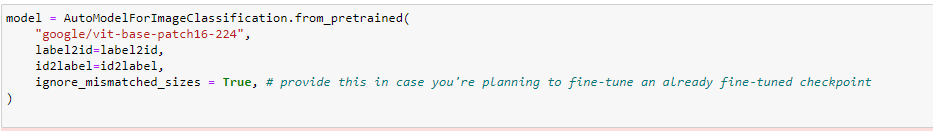 model = AutoModelForImageClassification.from_pretrained(
    "google/vit-base-patch16-224",
    label2id=label2id,
    id2label=id2label,
    ignore_mismatched_sizes = True, # provide this in case you're planning to fine-tune an already fine-tuned checkpoint
)